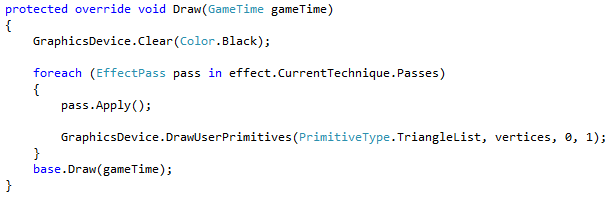 protected override void Draw(GameTime gameTime)
{
    GraphicsDevice.Clear(Color.Black);

    foreach (EffectPass pass in effect.CurrentTechnique.Passes)
    {
        pass.Apply();

        GraphicsDevice.DrawUserPrimitives(PrimitiveType.TriangleList, vertices, 0, 1);
    }
    base.Draw(gameTime);
}